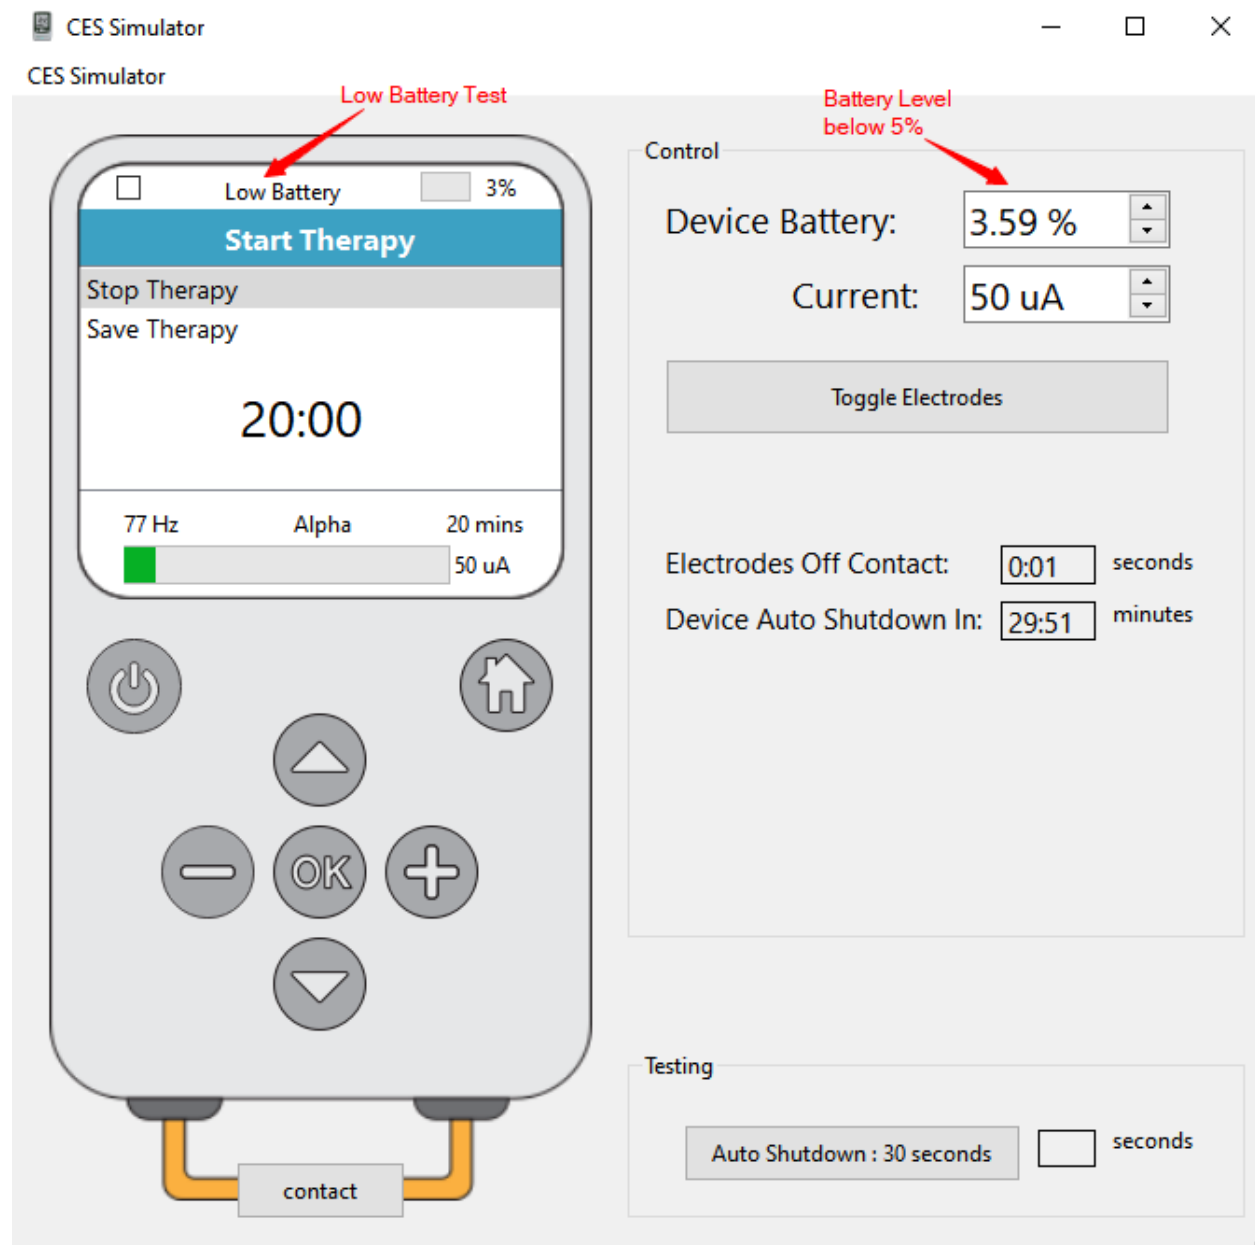 CES Simulator
CES Simulator
Low Battery Test
Battery Level
below 5%
Low Battery
3%
Start Therapy
Stop Therapy
Save Therapy
20:00
77 Hz
Alpha
20 mins
50 uA
OK
contact
Control
Device Battery:
3.59 %
Current:
50 uA
Toggle Electrodes
Electrodes Off Contact:
0:01
seconds
Device Auto Shutdown In:
29:51
minutes
Testing
Auto Shutdown : 30 seconds
seconds